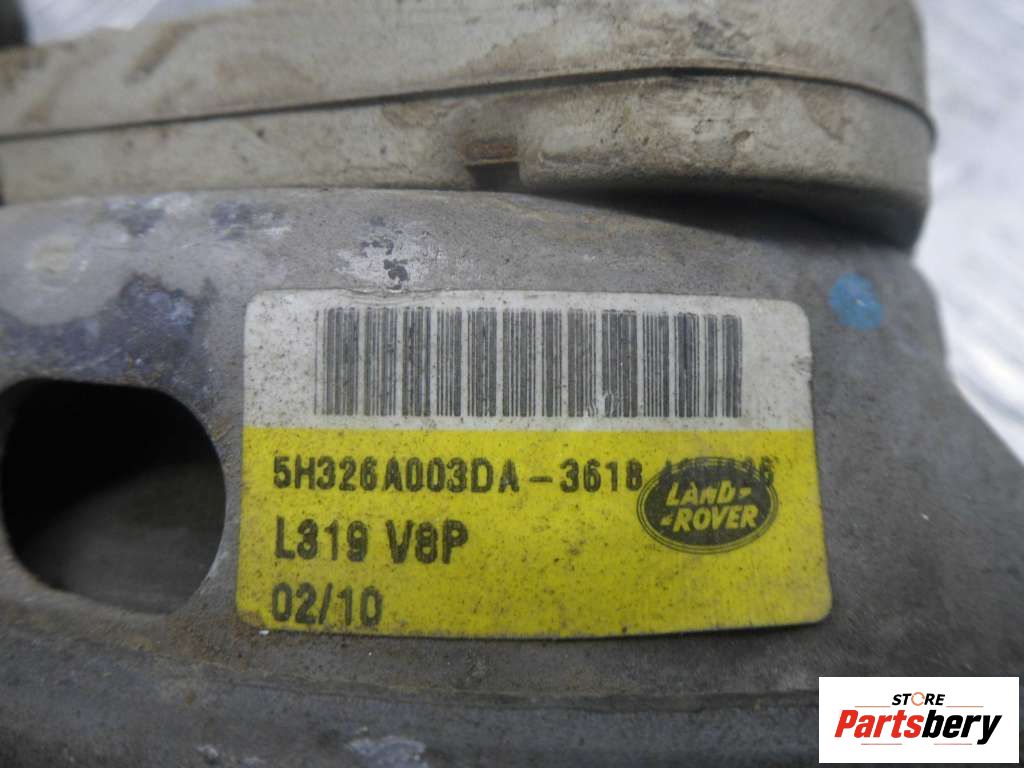 5H326A003DA-3618
LAND-
-ROVER
L319 V8P
02/10
STORE
Partsbery